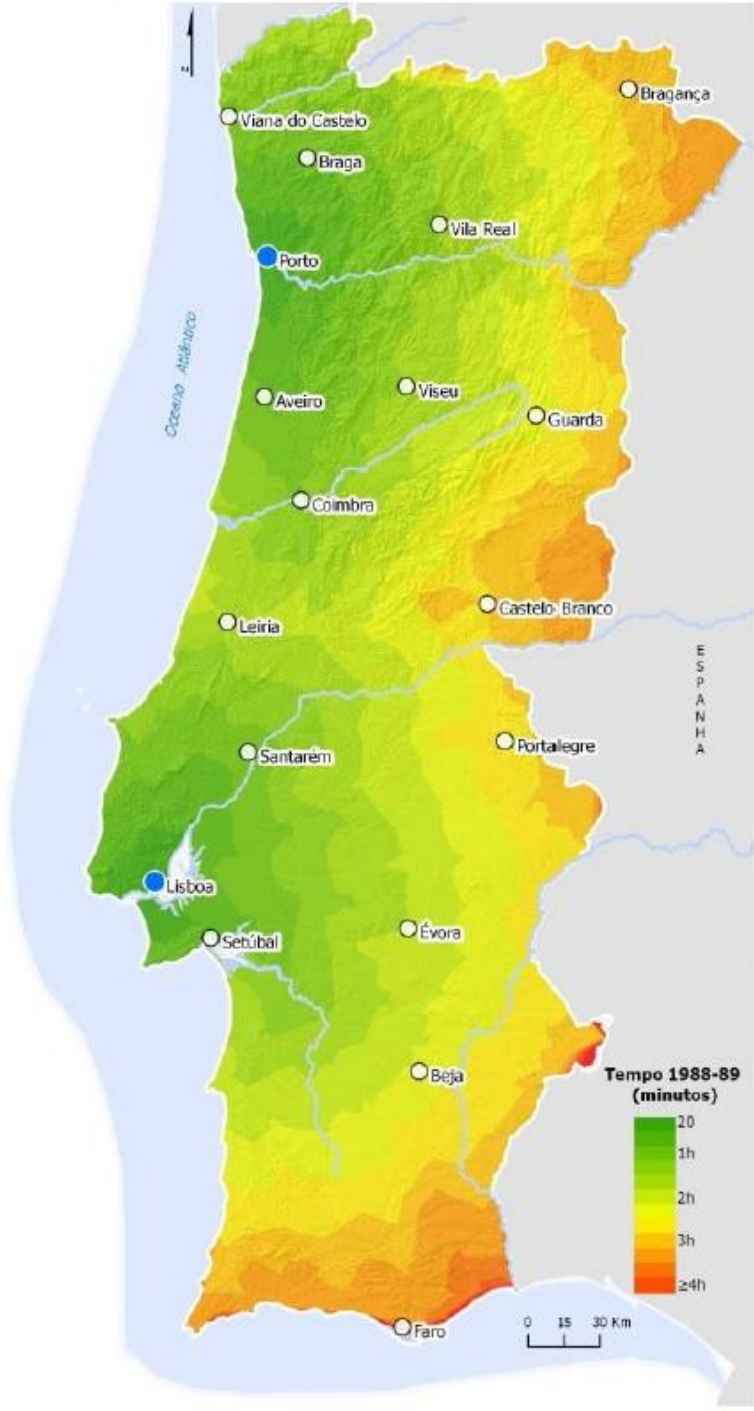 N
Bragança
Viana do Castelo
Braga
Vila Real
Porto
Oceano Atlântico
Viseu
Aveiro
Guarda
Coimbra
Castelo Branco
Leiria
ESPANHA
Portalegre
Santarém
Lisboa
Évora
Setúbal
Beja
Tempo 1988-89
(minutos)
20
1h
2h
3h
≥4h
0 15 30 Km
Faro